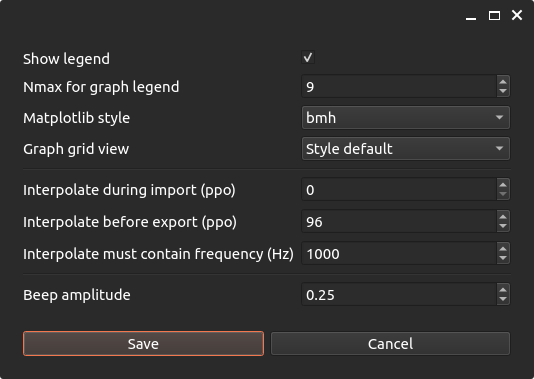 Show legend
Nmax for graph legend 9
Matplotlib style bmh
Graph grid view Style default
Interpolate during import (ppo) 0
Interpolate before export (ppo) 96
Interpolate must contain frequency (Hz) 1000
Beep amplitude 0.25
Save Cancel